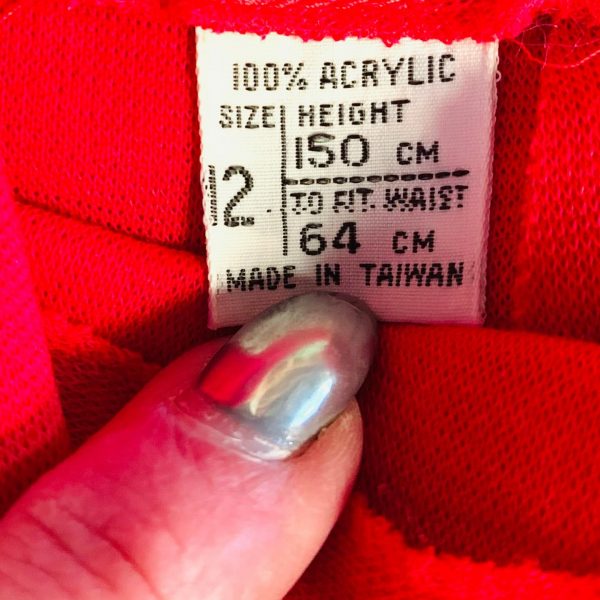 100% ACRYLIC
SIZE HEIGHT
150 CM
12 TO FIT WAIST
64 CM
MADE IN TAIWAN